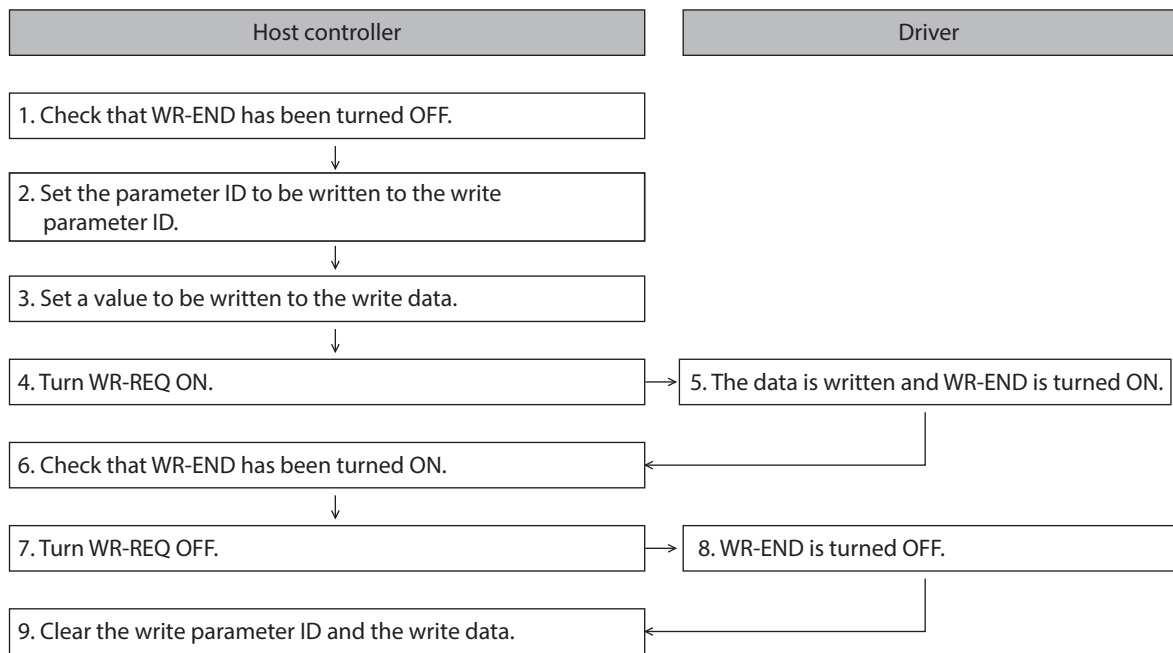 Host controller
Driver
1. Check that WR-END has been turned OFF.
2. Set the parameter ID to be written to the write
parameter ID.
3. Set a value to be written to the write data.
4. Turn WR-REQ ON.
5. The data is written and WR-END is turned ON.
6. Check that WR-END has been turned ON.
7. Turn WR-REQ OFF.
8. WR-END is turned OFF.
9. Clear the write parameter ID and the write data.